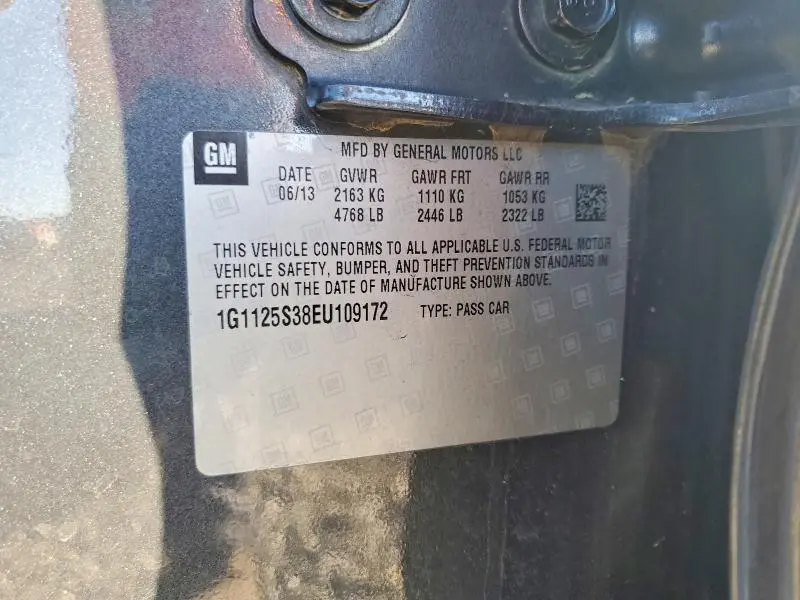 GM
MFD BY GENERAL MOTORS LLC
DATE GVWR GAWR FRT GAWR RR
06/13 2163 KG 1110 KG 1053 KG
4768 LB 2446 LB 2322 LB
THIS VEHICLE CONFORMS TO ALL APPLICABLE U.S. FEDERAL MOTOR
VEHICLE SAFETY, BUMPER, AND THEFT PREVENTION STANDARDS IN
EFFECT ON THE DATE OF MANUFACTURE SHOWN ABOVE.
1G1125S38EU109172 TYPE: PASS CAR